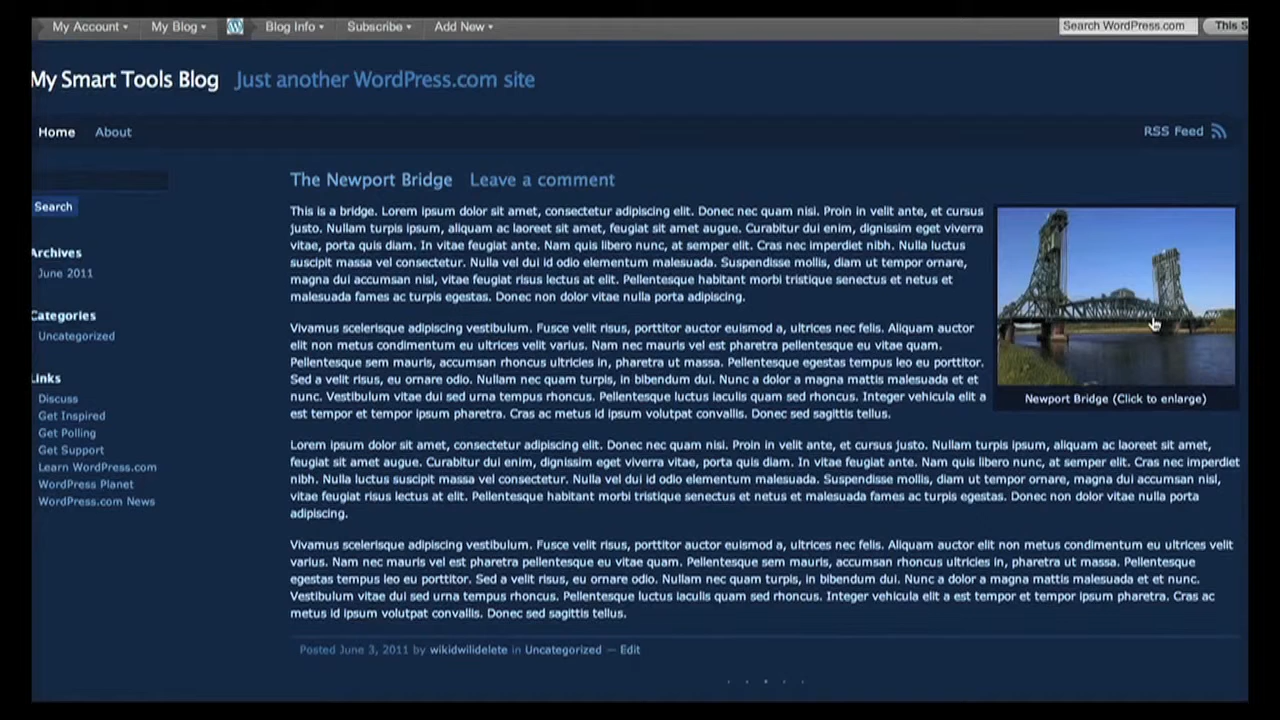 My Account My Blog Blog Info Subscribe Add New Search WordPress.com This S
My Smart Tools Blog Just another WordPress.com site
Home About RSS Feed
Search
Archives
June 2011
Categories
Uncategorized
Links
Discuss
Get Inspired
Get Polling
Get Support
Learn WordPress.com
WordPress Planet
WordPress.com News
The Newport Bridge Leave a comment
This is a bridge. Lorem ipsum dolor sit amet, consectetur adipiscing elit. Donec nec quam nisi. Proin in velit ante, et cursus
justo. Nullam turpis ipsum, aliquam ac laoreet sit amet, feugiat sit amet augue. Curabitur dui enim, dignissim eget viverra
vitae, porta quis diam. In vitae feugiat ante. Nam quis libero nunc, at semper elit. Cras nec imperdiet nibh. Nulla luctus
suscipit massa vel consectetur. Nulla vel dui id odio elementum malesuada. Suspendisse mollis, diam ut tempor ornare,
magna dui accumsan nisl, vitae feugiat risus lectus at elit. Pellentesque habitant morbi tristique senectus et netus et
malesuada fames ac turpis egestas. Donec non dolor vitae nulla porta adipiscing.
Newport Bridge (Click to enlarge)
Vivamus scelerisque adipiscing vestibulum. Fusce velit risus, porttitor auctor euismod a, ultrices nec felis. Aliquam auctor
elit non metus condimentum eu ultrices velit varius. Nam nec mauris vel est pharetra pellentesque eu vitae quam.
Pellentesque sem mauris, accumsan rhoncus ultricies in, pharetra ut massa. Pellentesque egestas tempus leo eu porttitor.
Sed a velit risus, eu ornare odio. Nullam nec quam turpis, in bibendum dui. Nunc a dolor a magna mattis malesuada et et
nunc. Vestibulum vitae dui sed urna tempus rhoncus. Pellentesque luctus iaculis quam sed rhoncus. Integer vehicula elit a
est tempor et tempor ipsum pharetra. Cras ac metus id ipsum volutpat convallis. Donec sed sagittis tellus.
Lorem ipsum dolor sit amet, consectetur adipiscing elit. Donec nec quam nisi. Proin in velit ante, et cursus justo. Nullam turpis ipsum, aliquam ac laoreet sit amet,
feugiat sit amet augue. Curabitur dui enim, dignissim eget viverra vitae, porta quis diam. In vitae feugiat ante. Nam quis libero nunc, at semper elit. Cras nec imperdiet
nibh. Nulla luctus suscipit massa vel consectetur. Nulla vel dui id odio elementum malesuada. Suspendisse mollis, diam ut tempor ornare, magna dui accumsan nisl,
vitae feugiat risus lectus at elit. Pellentesque habitant morbi tristique senectus et netus et malesuada fames ac turpis egestas. Donec non dolor vitae nulla porta
adipiscing.
Vivamus scelerisque adipiscing vestibulum. Fusce velit risus, porttitor auctor euismod a, ultrices nec felis. Aliquam auctor elit non metus condimentum eu ultrices velit
varius. Nam nec mauris vel est pharetra pellentesque eu vitae quam. Pellentesque sem mauris, accumsan rhoncus ultricies in, pharetra ut massa. Pellentesque
egestas tempus leo eu porttitor. Sed a velit risus, eu ornare odio. Nullam nec quam turpis, in bibendum dui. Nunc a dolor a magna mattis malesuada et et nunc.
Vestibulum vitae dui sed urna tempus rhoncus. Pellentesque luctus iaculis quam sed rhoncus. Integer vehicula elit a est tempor et tempor ipsum pharetra. Cras ac
metus id ipsum volutpat convallis. Donec sed sagittis tellus.
Posted June 3, 2011 by wikidwilidelete in Uncategorized — Edit